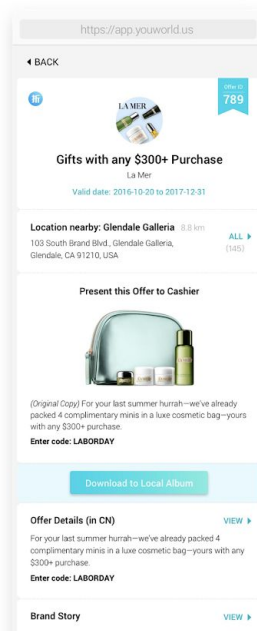 https://app.youworld.us
BACK
Offer ID
789
LA MER
Gifts with any $300+ Purchase
La Mer
Valid date: 2016-10-20 to 2017-12-31
Location nearby: Glendale Galleria 8.8 km
103 South Brand Blvd., Glendale Galleria,
Glendale, CA 91210, USA
ALL
(145)
Present this Offer to Cashier
(Original Copy) For your last summer hurrah—we've already
packed 4 complimentary minis in a luxe cosmetic bag—yours
with any $300+ purchase.
Enter code: LABORDAY
Download to Local Album
Offer Details (in CN) VIEW
For your last summer hurrah—we've already packed 4
complimentary minis in a luxe cosmetic bag—yours with any
$300+ purchase.
Enter code: LABORDAY
Brand Story VIEW